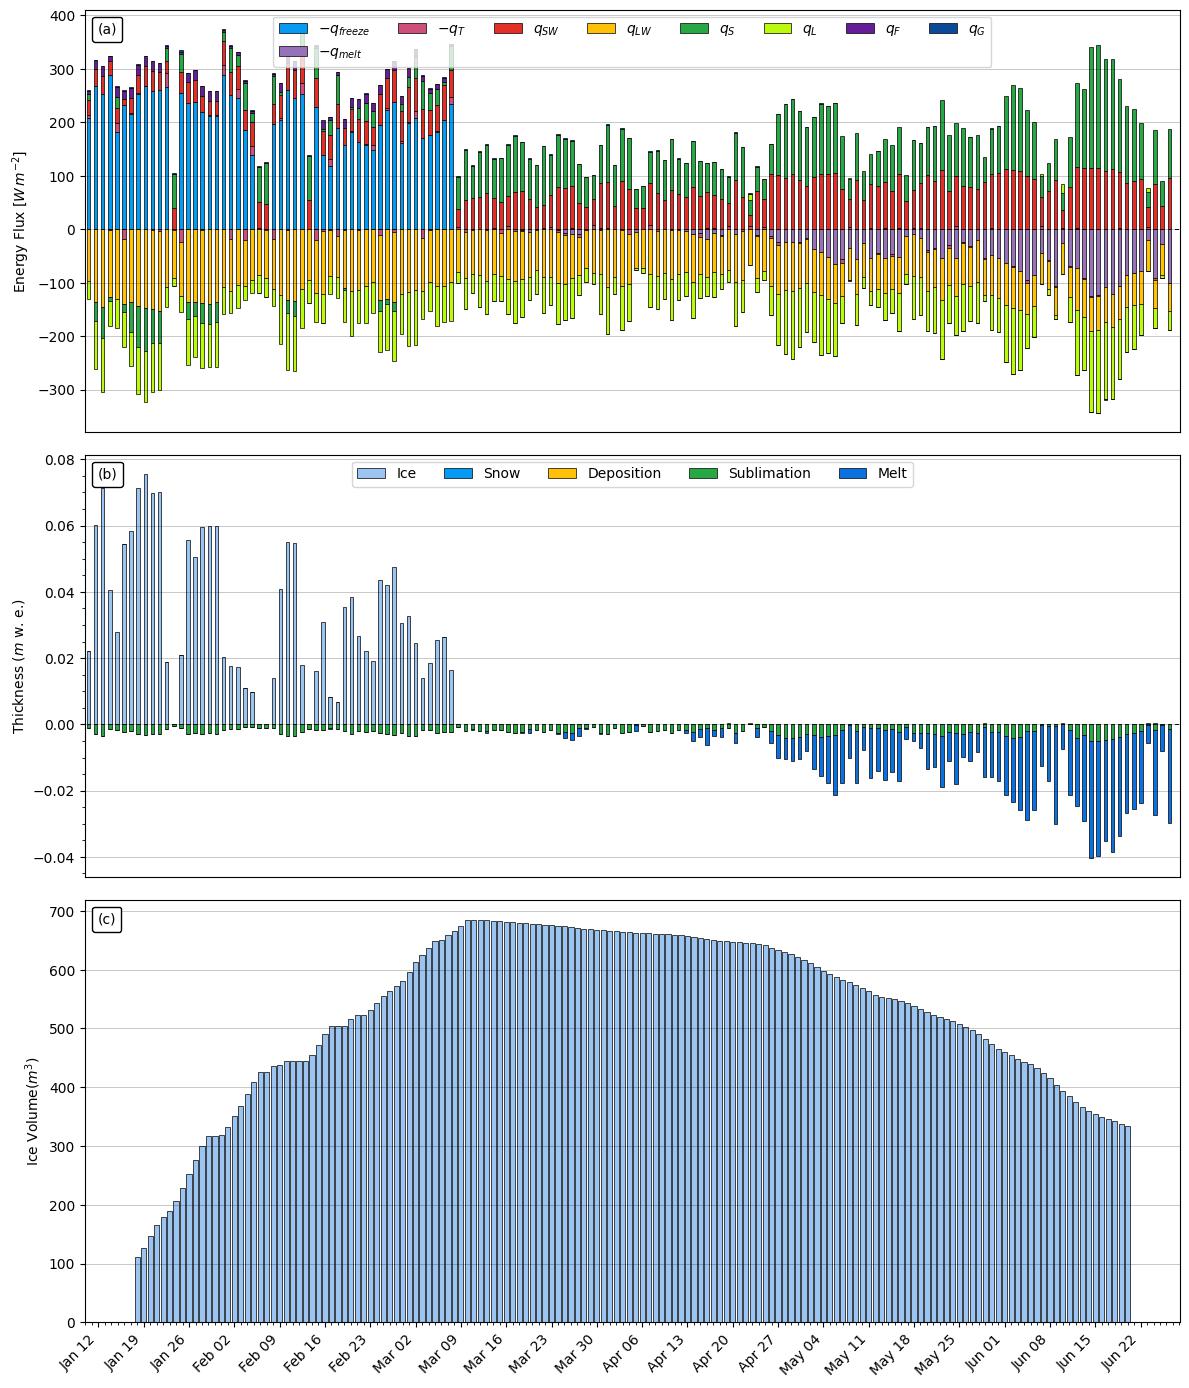 (a)
−q_freeze −q_T q_SW q_LW q_S q_L q_F q_G
−q_melt
400
300
200
100
0
−100
−200
−300
Energy Flux [W m⁻²]
(b)
Ice Snow Deposition Sublimation Melt
0.08
0.06
0.04
0.02
0.00
−0.02
−0.04
Thickness (m w. e.)
(c)
700
600
500
400
300
200
100
0
Ice Volume(m³)
Jan 12 Jan 19 Jan 26 Feb 02 Feb 09 Feb 16 Feb 23 Mar 02 Mar 09 Mar 16 Mar 23 Mar 30 Apr 06 Apr 13 Apr 20 Apr 27 May 04 May 11 May 18 May 25 Jun 01 Jun 08 Jun 15 Jun 22